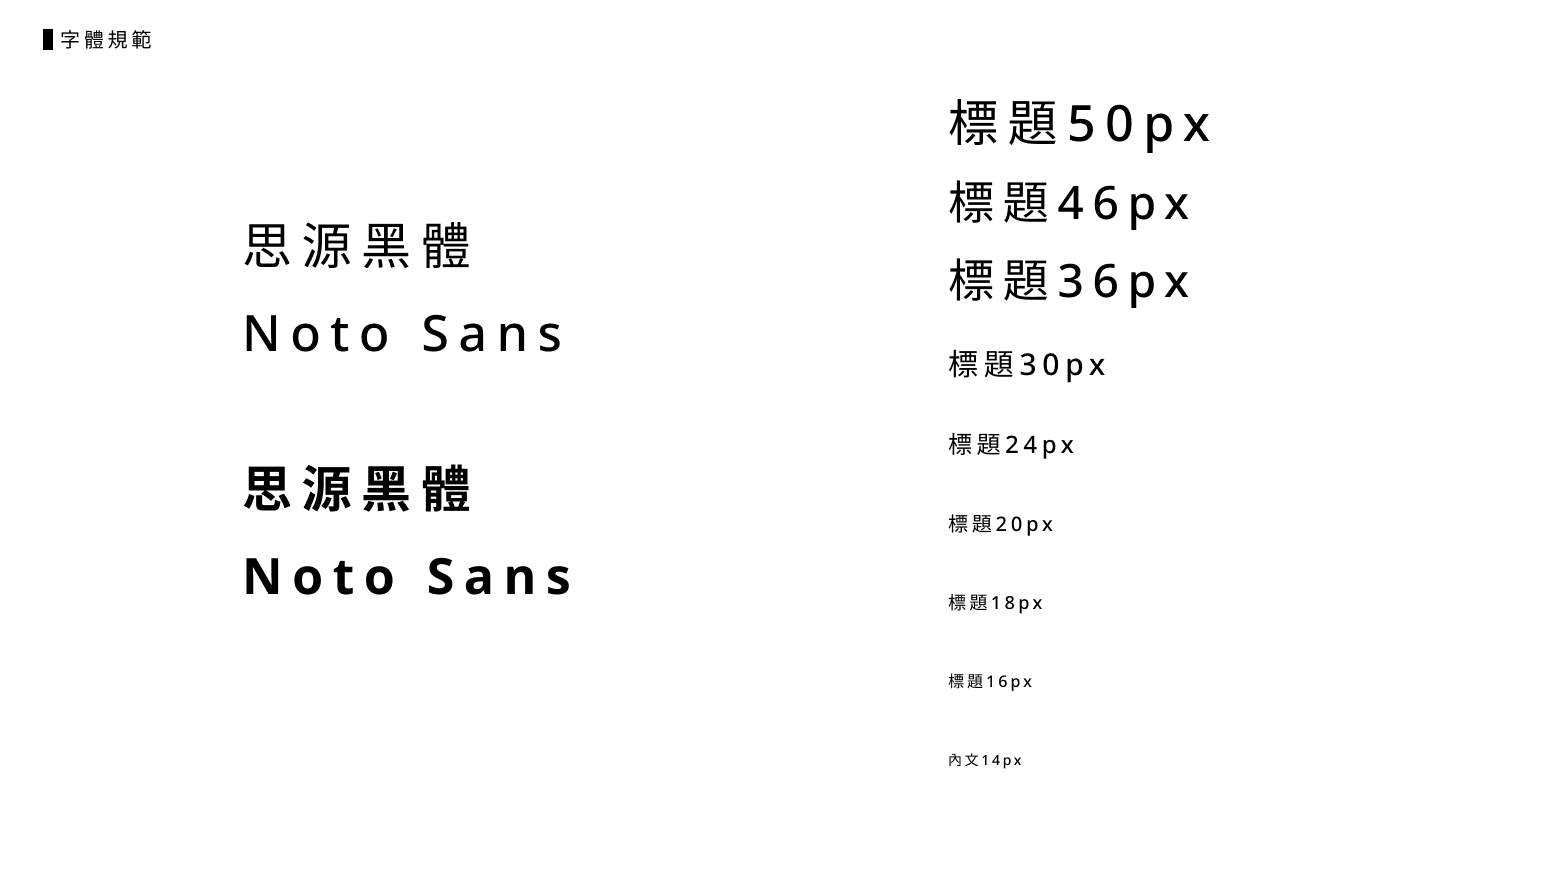 字體規範
思源黑體
Noto Sans
思源黑體
Noto Sans
標題50px
標題46px
標題36px
標題30px
標題24px
標題20px
標題18px
標題16px
內文14px